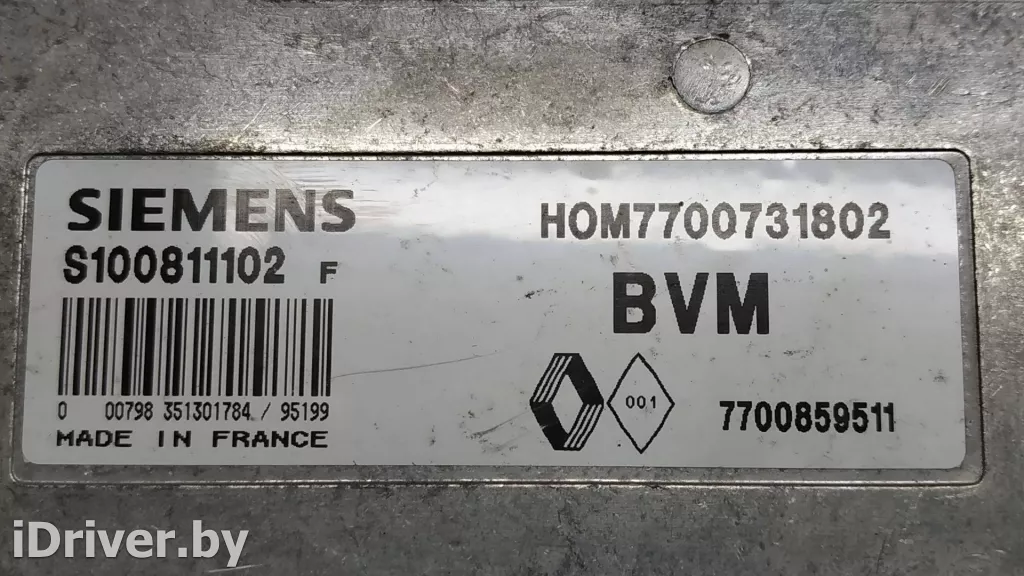 SIEMENS
S100811102 F
0 00798 351301784 / 95199
MADE IN FRANCE
HOM7700731802
BVM
001
7700859511
iDriver.by